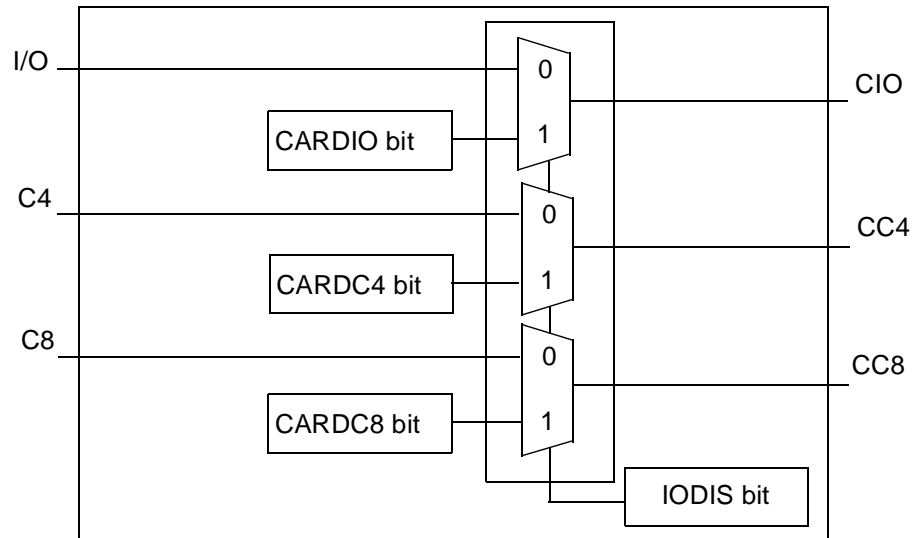 I/O
0
CIO
CARDIO bit
1
C4
0
CC4
CARDC4 bit
1
C8
0
CC8
CARDC8 bit
1
IODIS bit